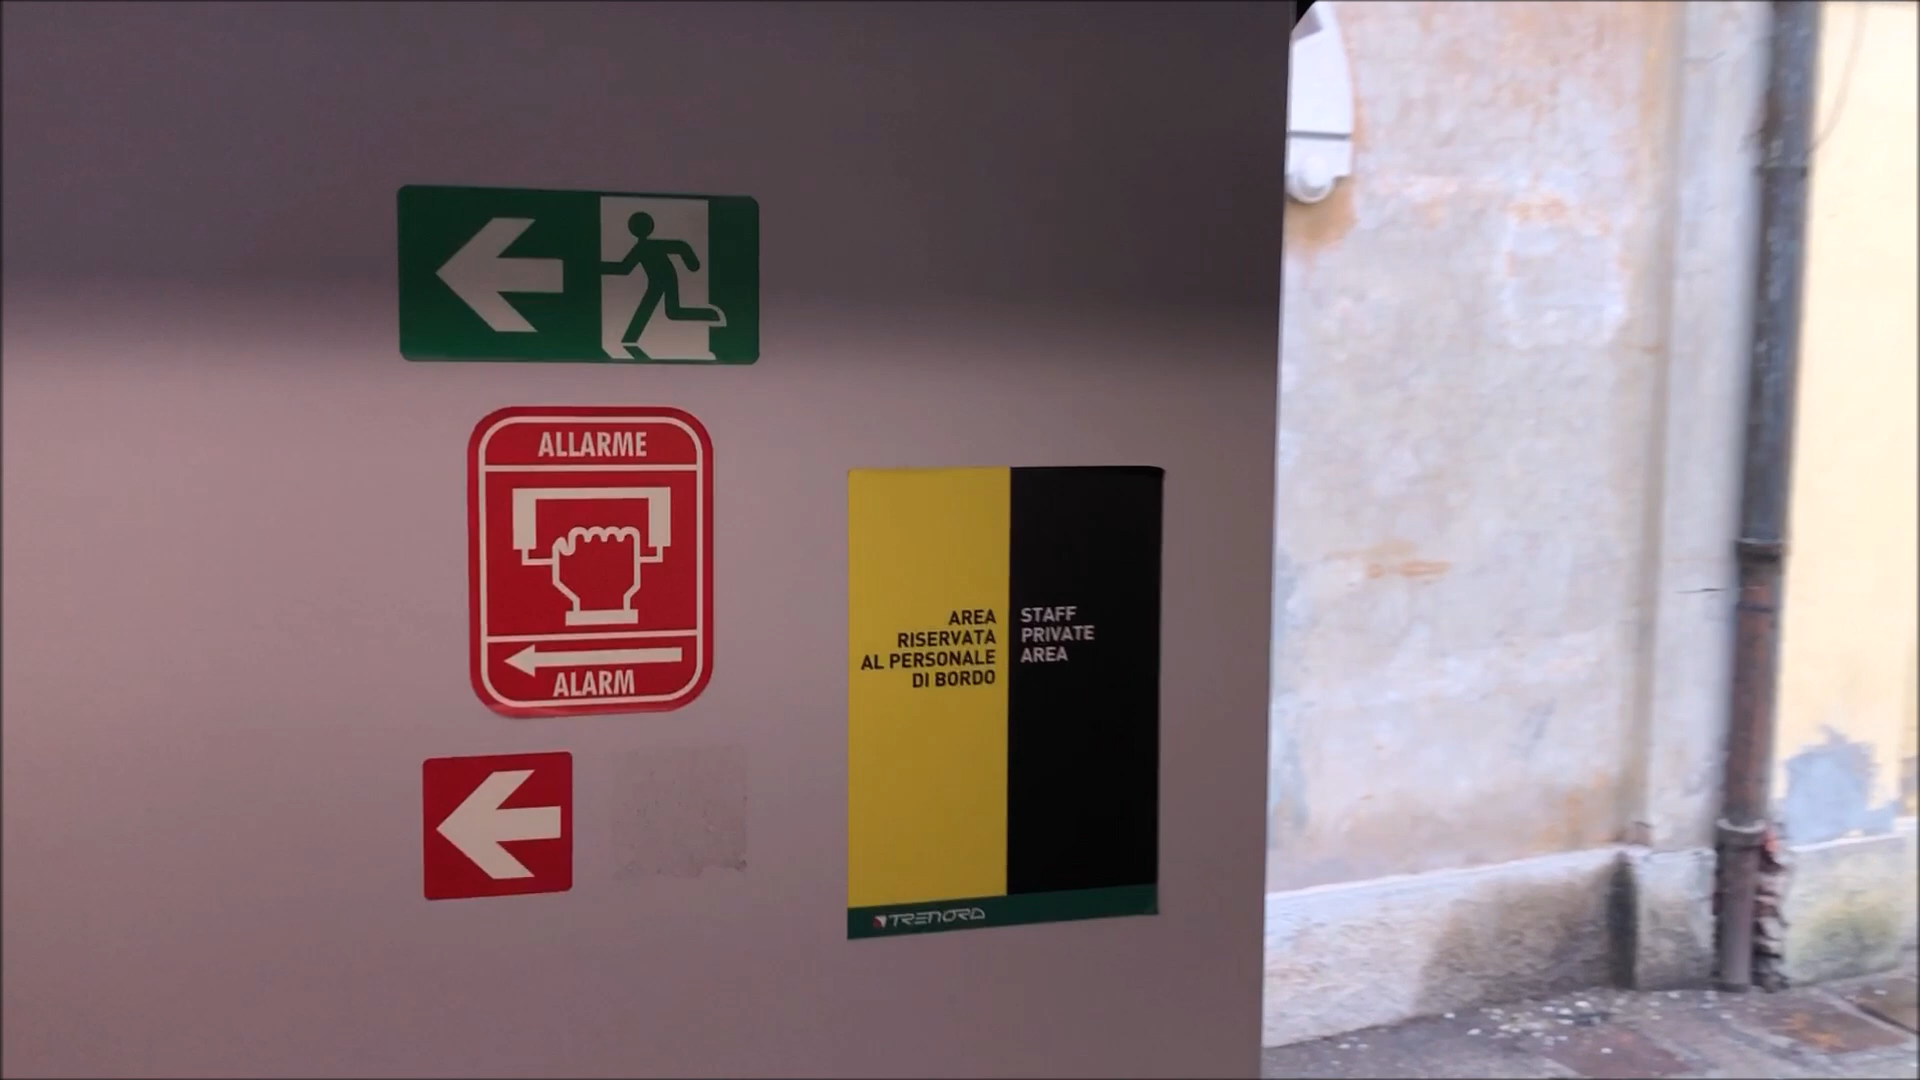 ALLARME
ALARM
AREA
RISERVATA
AL PERSONALE
DI BORDO
STAFF
PRIVATE
AREA
TRENORD